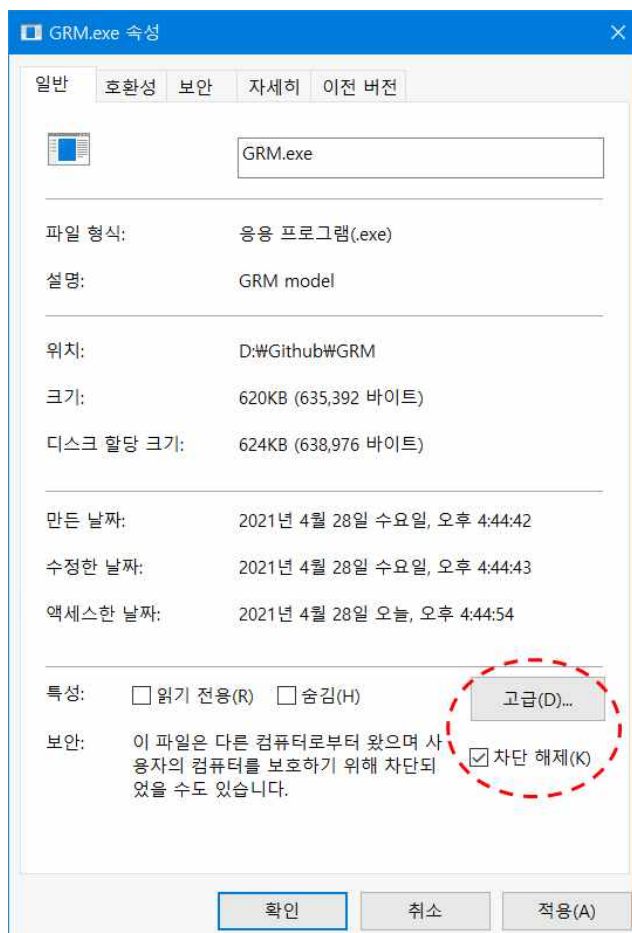 GRM.exe 속성
일반 호환성 보안 자세히 이전 버전
GRM.exe
파일 형식: 응용 프로그램(.exe)
설명: GRM model
위치: D:₩Github₩GRM
크기: 620KB (635,392 바이트)
디스크 할당 크기: 624KB (638,976 바이트)
만든 날짜: 2021년 4월 28일 수요일, 오후 4:44:42
수정한 날짜: 2021년 4월 28일 수요일, 오후 4:44:43
액세스한 날짜: 2021년 4월 28일 오늘, 오후 4:44:54
특성: 읽기 전용(R) 숨김(H) 고급(D)...
보안: 이 파일은 다른 컴퓨터로부터 왔으며 사
용자의 컴퓨터를 보호하기 위해 차단되 차단 해제(K)
었을 수도 있습니다.
확인 취소 적용(A)